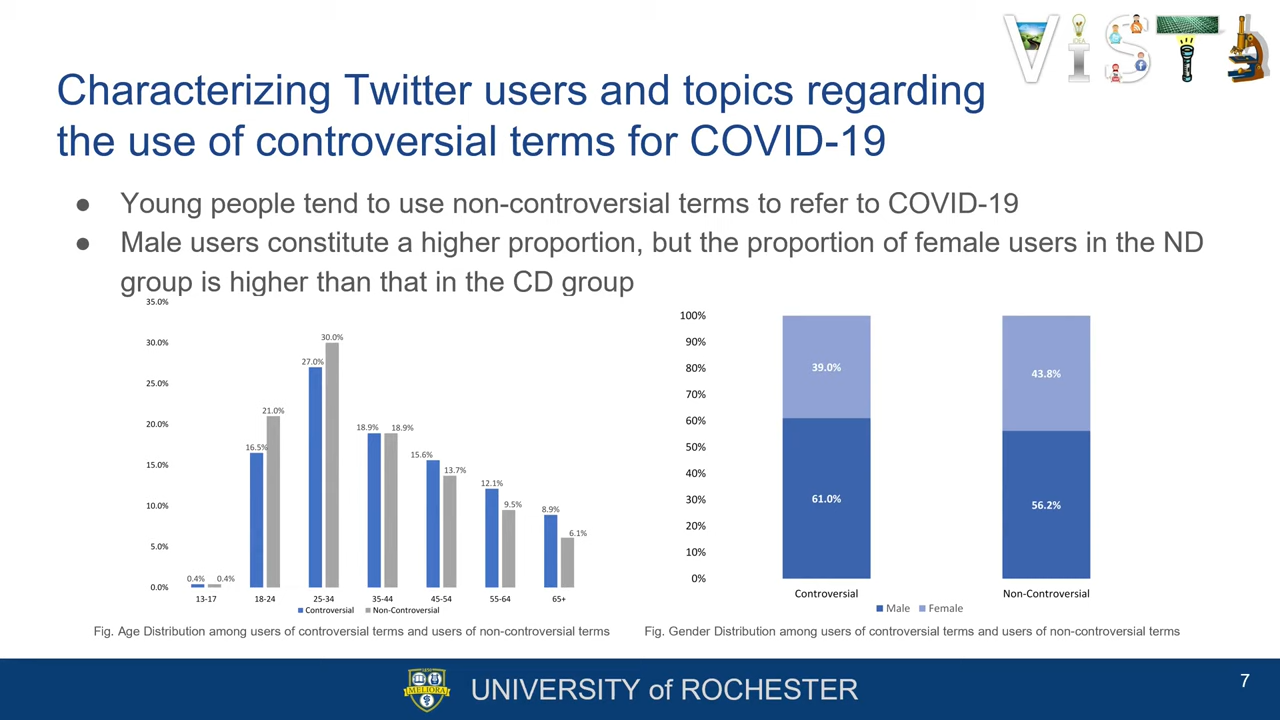 ViSTA
Characterizing Twitter users and topics regarding
the use of controversial terms for COVID-19
● Young people tend to use non-controversial terms to refer to COVID-19
● Male users constitute a higher proportion, but the proportion of female users in the ND
group is higher than that in the CD group
35.0%
30.0%
25.0%
20.0%
15.0%
10.0%
5.0%
0.0%
0.4% 0.4%
16.5% 21.0%
27.0% 30.0%
18.9% 18.9%
15.6% 13.7%
12.1% 9.5%
8.9% 6.1%
13-17 18-24 25-34 35-44 45-54 55-64 65+
Controversial Non-Controversial
Fig. Age Distribution among users of controversial terms and users of non-controversial terms
100%
90%
80%
70%
60%
50%
40%
30%
20%
10%
0%
39.0% 43.8%
61.0% 56.2%
Controversial Non-Controversial
Male Female
Fig. Gender Distribution among users of controversial terms and users of non-controversial terms
MELIORA
UNIVERSITY of ROCHESTER
7